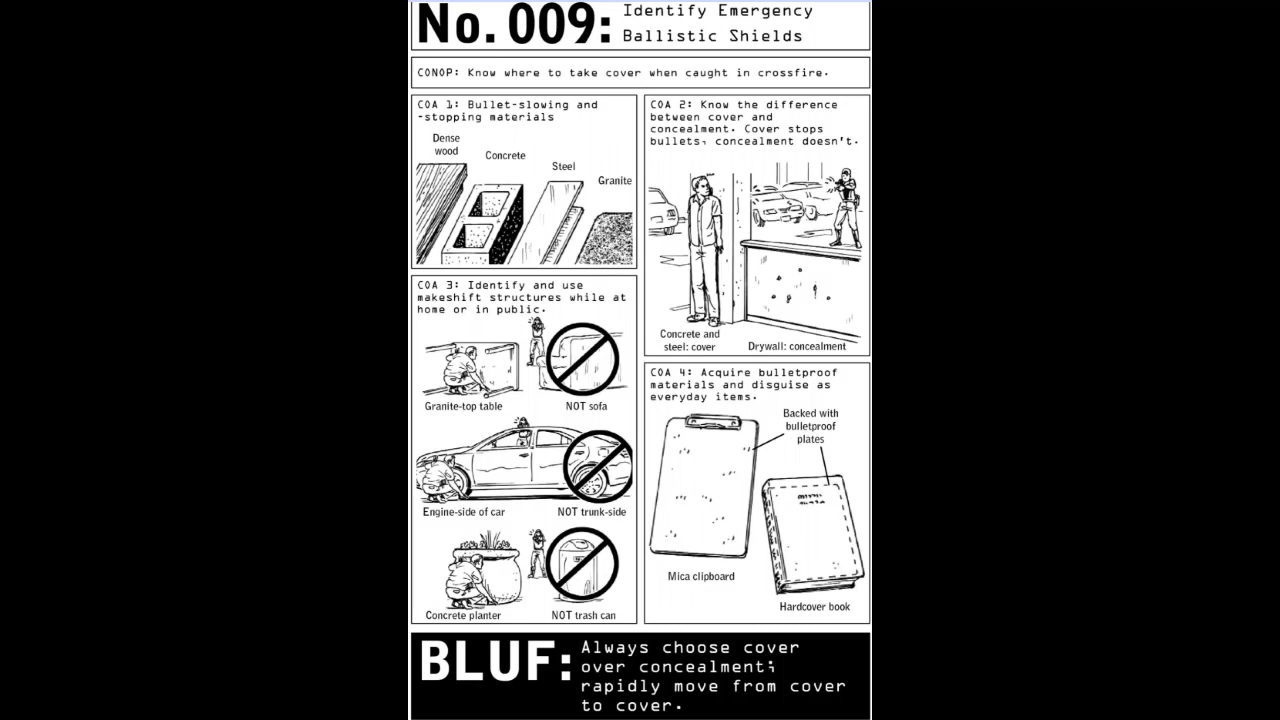 No. 009:
Identify Emergency
Ballistic Shields
CONOP: Know where to take cover when caught in crossfire.
COA 1: Bullet-slowing and
-stopping materials
Dense
wood
Concrete
Steel
Granite
COA 2: Know the difference
between cover and
concealment. Cover stops
bullets, concealment doesn't.
Concrete and
steel: cover
Drywall: concealment
COA 3: Identify and use
makeshift structures while at
home or in public.
Granite-top table
NOT sofa
Engine-side of car
NOT trunk-side
Concrete planter
NOT trash can
COA 4: Acquire bulletproof
materials and disguise as
everyday items.
Backed with
bulletproof
plates
Mica clipboard
Hardcover book
BLUF:
Always choose cover
over concealment;
rapidly move from cover
to cover.